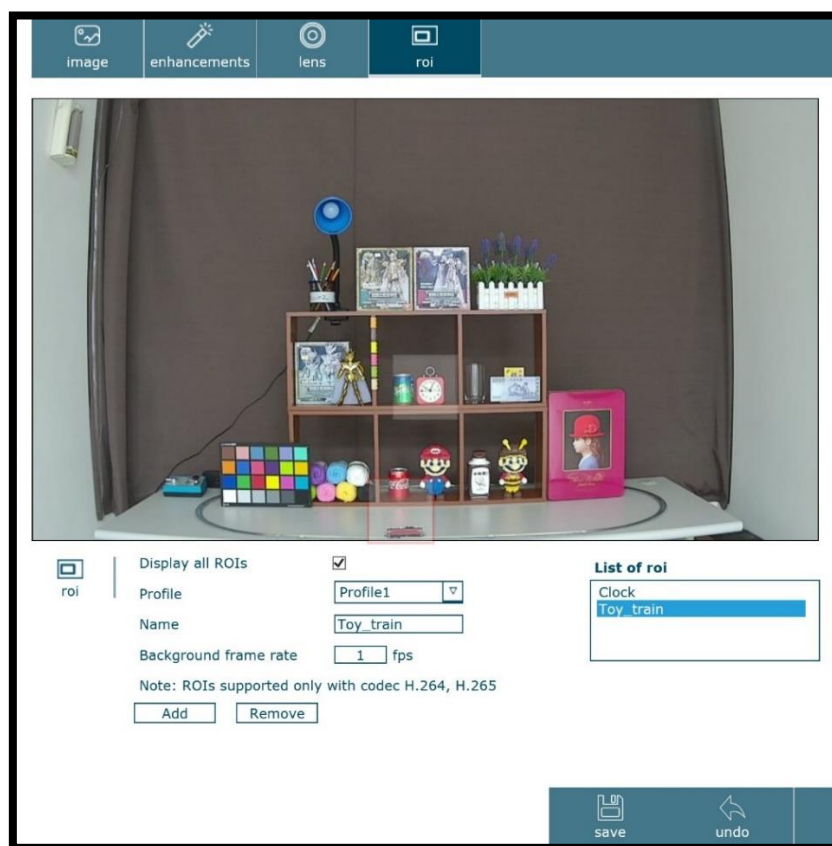 image
enhancements
lens
roi
roi
Display all ROIs
Profile
Profile1
Name
Toy_train
Background frame rate
1 fps
Note: ROIs supported only with codec H.264, H.265
Add
Remove
List of roi
Clock
Toy_train
save
undo